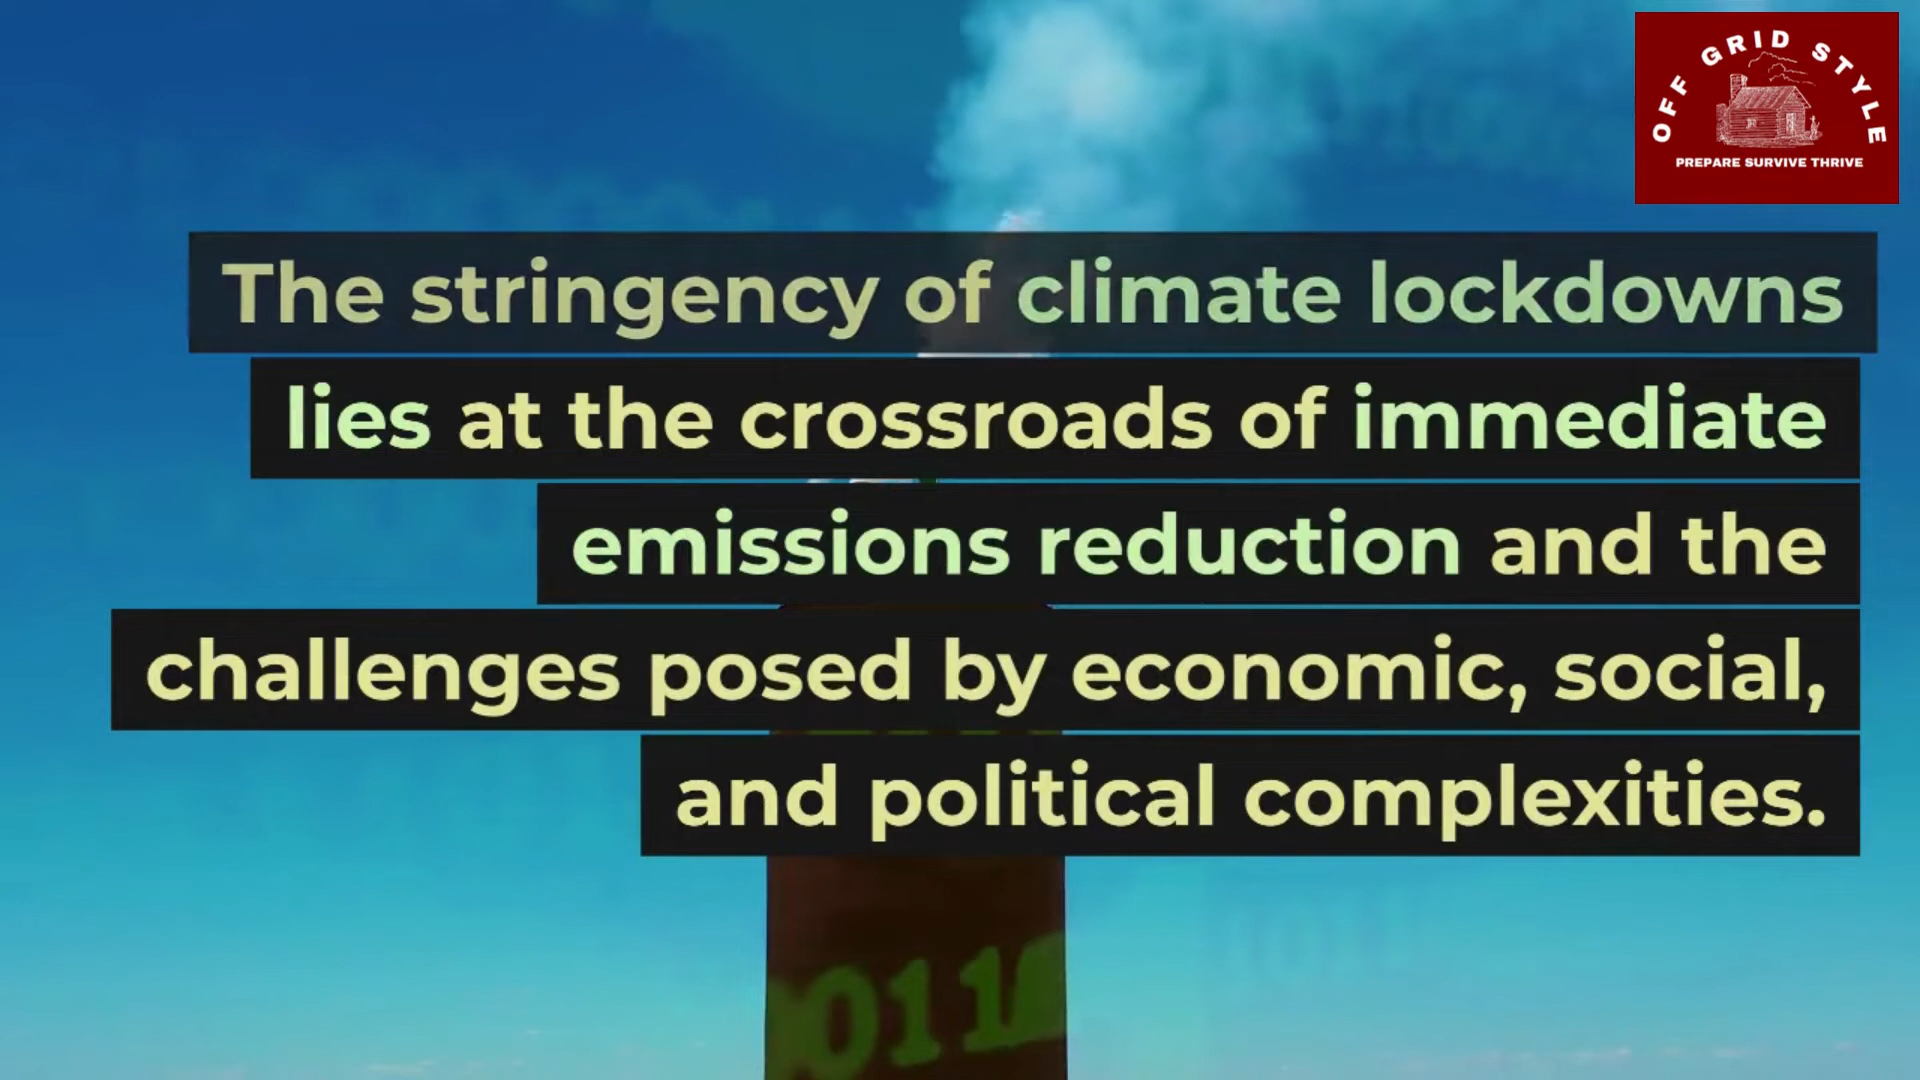 OFF GRID STYLE
PREPARE SURVIVE THRIVE
The stringency of climate lockdowns
lies at the crossroads of immediate
emissions reduction and the
challenges posed by economic, social,
and political complexities.
0110